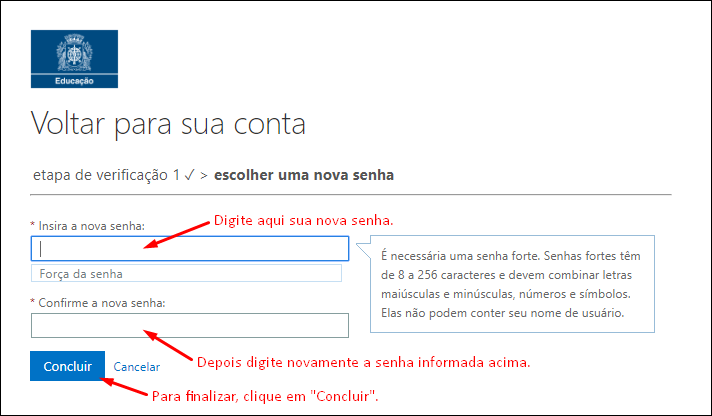 Educação
Voltar para sua conta
etapa de verificação 1 ✓ > escolher uma nova senha
* Insira a nova senha:
Digite aqui sua nova senha.
Força da senha
É necessária uma senha forte. Senhas fortes têm
de 8 a 256 caracteres e devem combinar letras
maiúsculas e minúsculas, números e símbolos.
Elas não podem conter seu nome de usuário.
* Confirme a nova senha:
Depois digite novamente a senha informada acima.
Concluir
Cancelar
Para finalizar, clique em "Concluir".